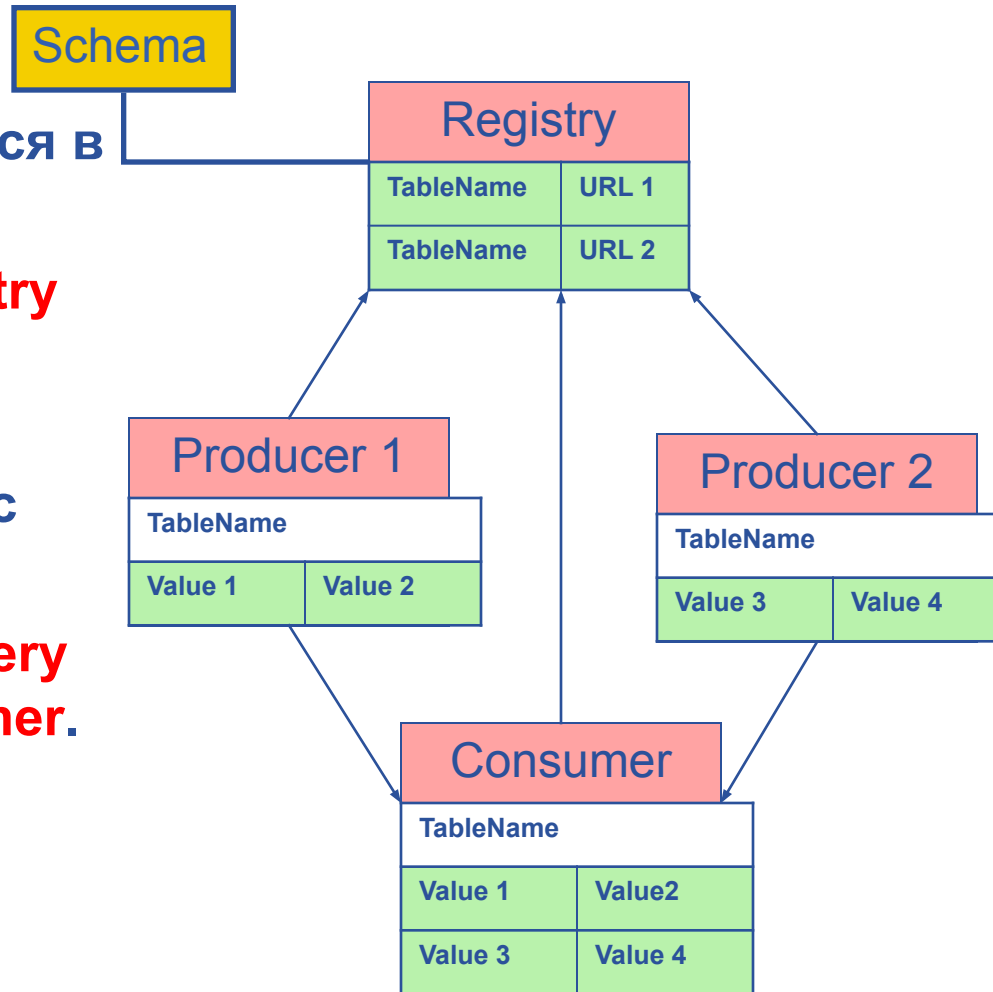 Schema
ся в
try
с
ery
ner.
Registry
TableName URL 1
TableName URL 2
Producer 1
TableName
Value 1 Value 2
Producer 2
TableName
Value 3 Value 4
Consumer
TableName
Value 1 Value2
Value 3 Value 4